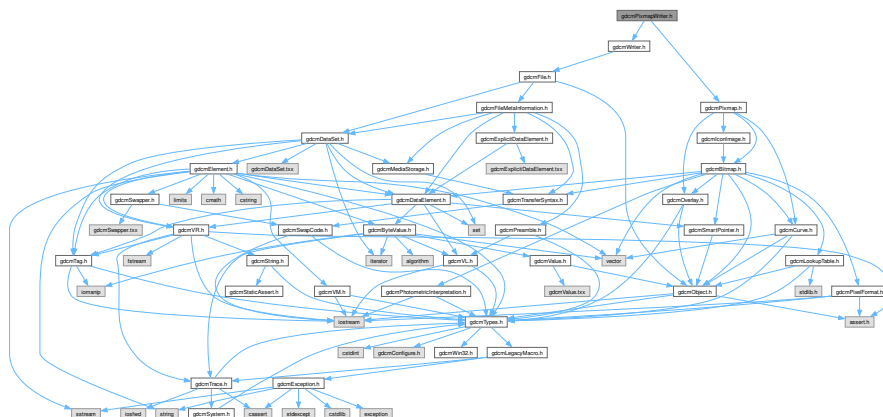 gdcmPixmapWriter.h
gdcmWriter.h
gdcmFile.h
gdcmFileMetaInformation.h
gdcmPixmap.h
gdcmDataSet.h
gdcmExplicitDataElement.h
gdcmIconImage.h
gdcmElement.h
gdcmDataSet.txx
gdcmMediaStorage.h
gdcmExplicitDataElement.txx
gdcmBitmap.h
gdcmSwapper.h
limits
cmath
cstring
gdcmDataElement.h
gdcmTransferSyntax.h
gdcmOverlay.h
gdcmSwapper.txx
gdcmVR.h
gdcmSwapCode.h
gdcmByteValue.h
set
gdcmPreamble.h
gdcmSmartPointer.h
gdcmCurve.h
gdcmTag.h
fstream
gdcmString.h
iterator
algorithm
gdcmVL.h
gdcmValue.h
vector
gdcmLookupTable.h
iomanip
gdcmStaticAssert.h
gdcmVM.h
gdcmPhotometricInterpretation.h
gdcmValue.txx
gdcmObject.h
stdlib.h
gdcmPixelFormat.h
iostream
gdcmTypes.h
assert.h
cstdint
gdcmConfigure.h
gdcmWin32.h
gdcmLegacyMacro.h
gdcmTrace.h
gdcmException.h
sstream
iosfwd
string
gdcmSystem.h
cassert
stdexcept
cstdlib
exception